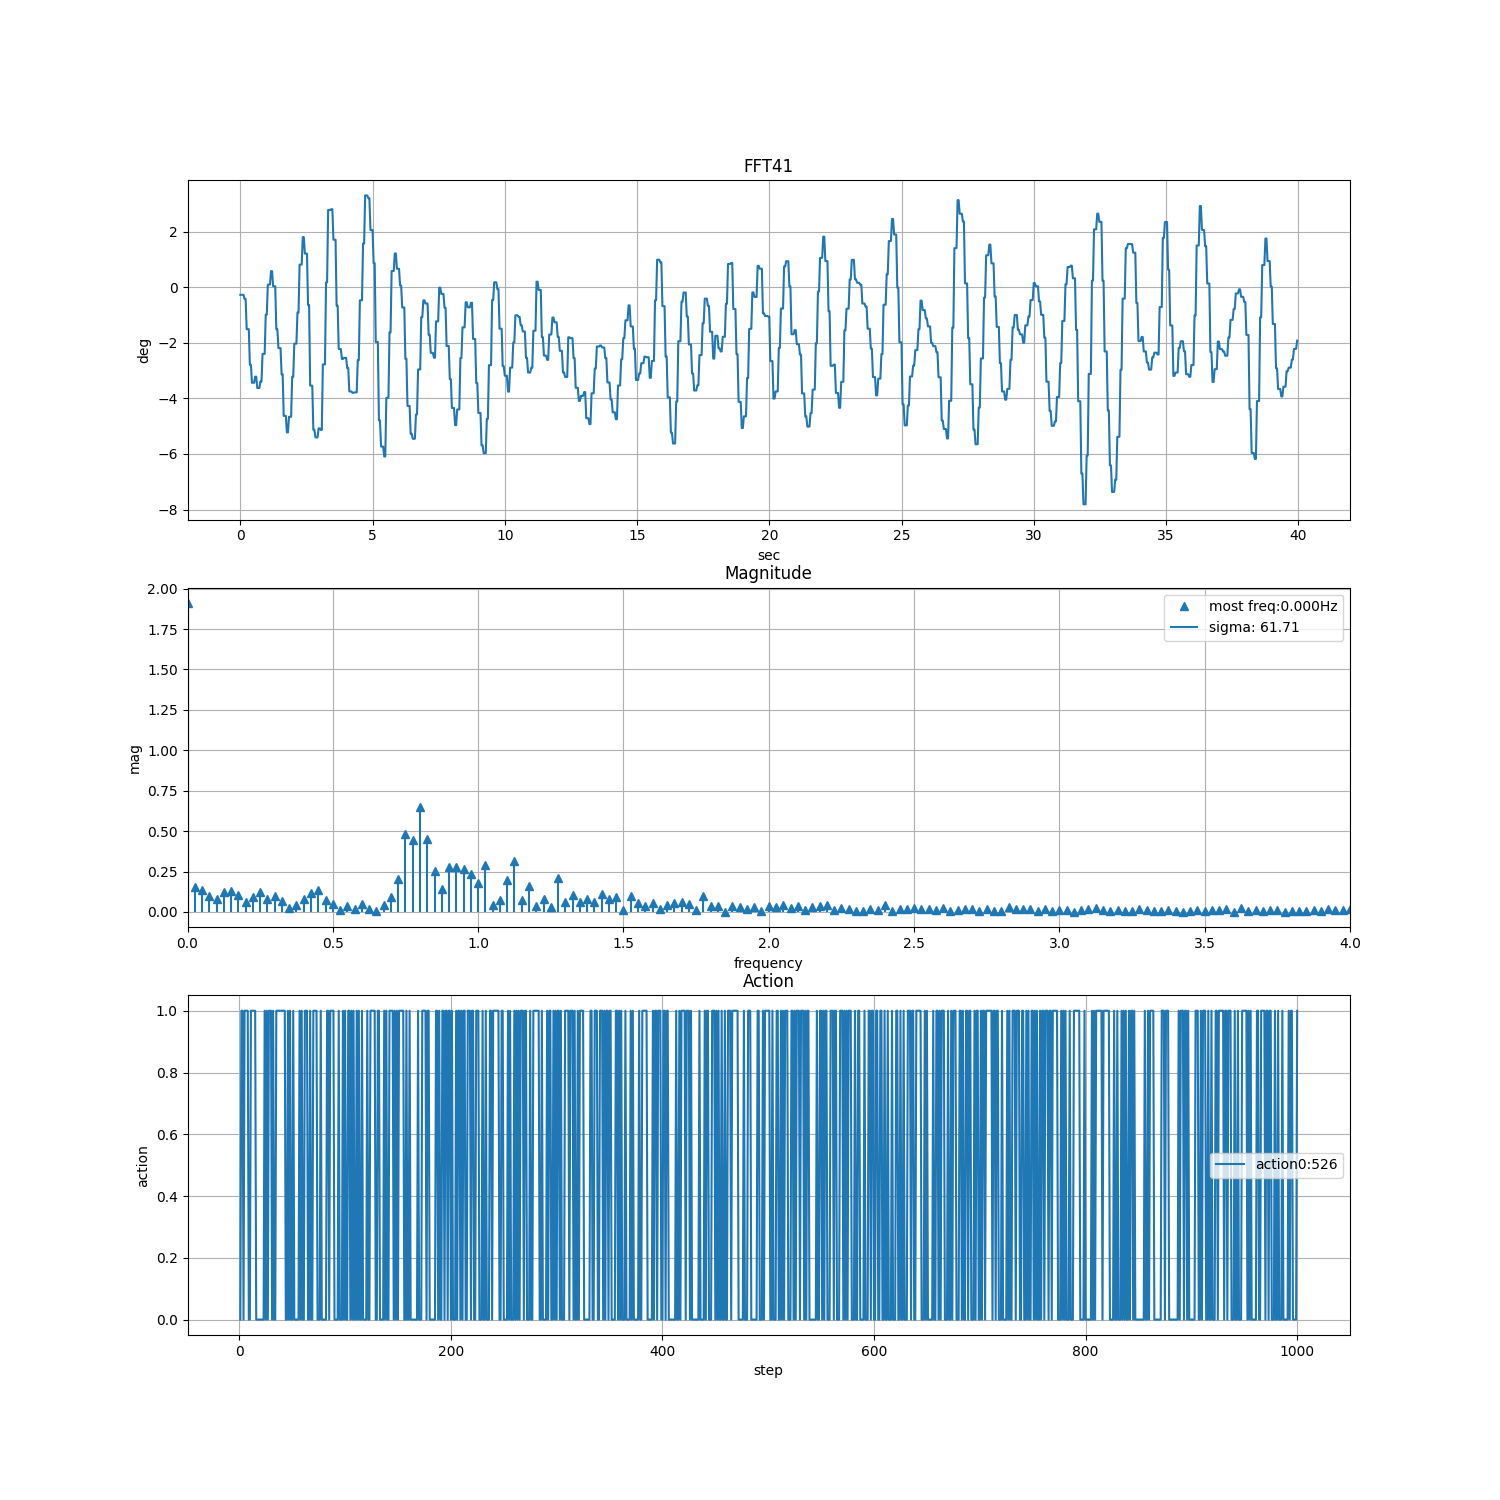 FFT41
2
0
−2
−4
−6
−8
deg
0 5 10 15 20 25 30 35 40
sec
Magnitude
2.00
1.75
1.50
1.25
1.00
0.75
0.50
0.25
0.00
mag
most freq:0.000Hz
sigma: 61.71
0.0 0.5 1.0 1.5 2.0 2.5 3.0 3.5 4.0
frequency
Action
1.0
0.8
0.6
0.4
0.2
0.0
action
action0:526
0 200 400 600 800 1000
step